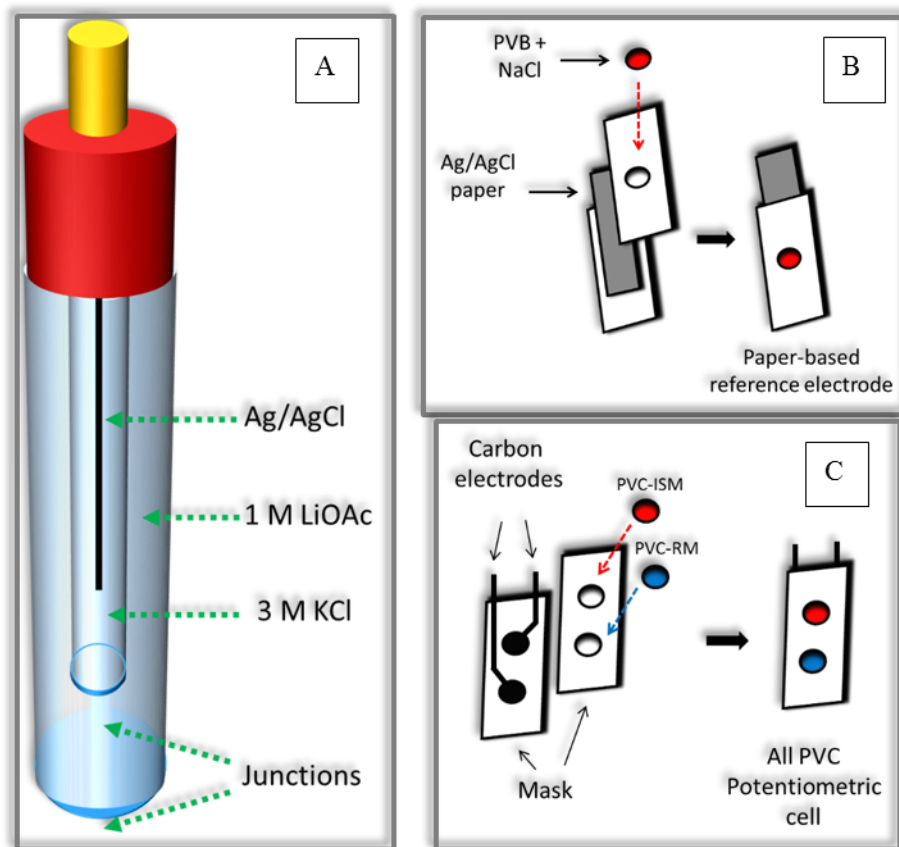 A
Ag/AgCl
1 M LiOAc
3 M KCl
Junctions
B
PVB +
NaCl
Ag/AgCl
paper
Paper-based
reference electrode
C
Carbon
electrodes
PVC-ISM
PVC-RM
Mask
All PVC
Potentiometric
cell